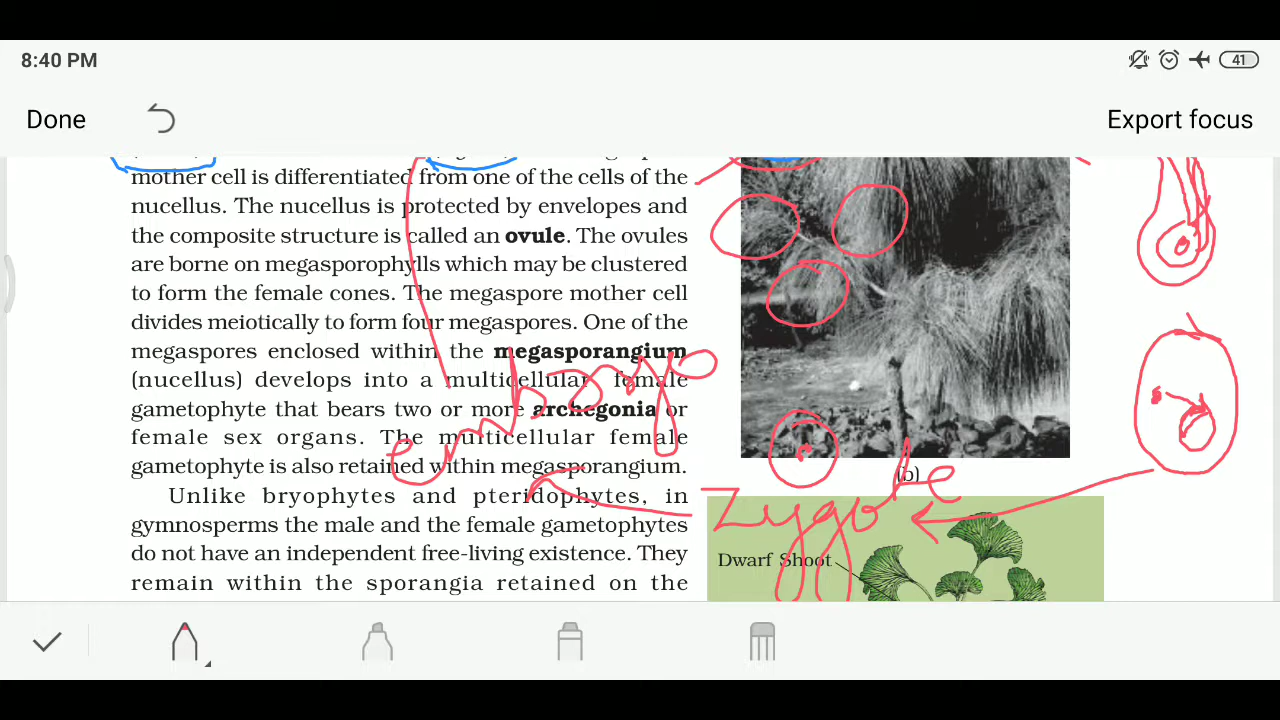 8:40 PM
41
Done
Export focus
mother cell is differentiated from one of the cells of the
nucellus. The nucellus is protected by envelopes and
the composite structure is called an ovule. The ovules
are borne on megasporophylls which may be clustered
to form the female cones. The megaspore mother cell
divides meiotically to form four megaspores. One of the
megaspores enclosed within the megasporangium
(nucellus) develops into a multicellular female
gametophyte that bears two or more archegonia or
female sex organs. The multicellular female
gametophyte is also retained within megasporangium.
Unlike bryophytes and pteridophytes, in
gymnosperms the male and the female gametophytes
do not have an independent free-living existence. They
remain within the sporangia retained on the
embryo
(b)
zygote
Dwarf Shoot